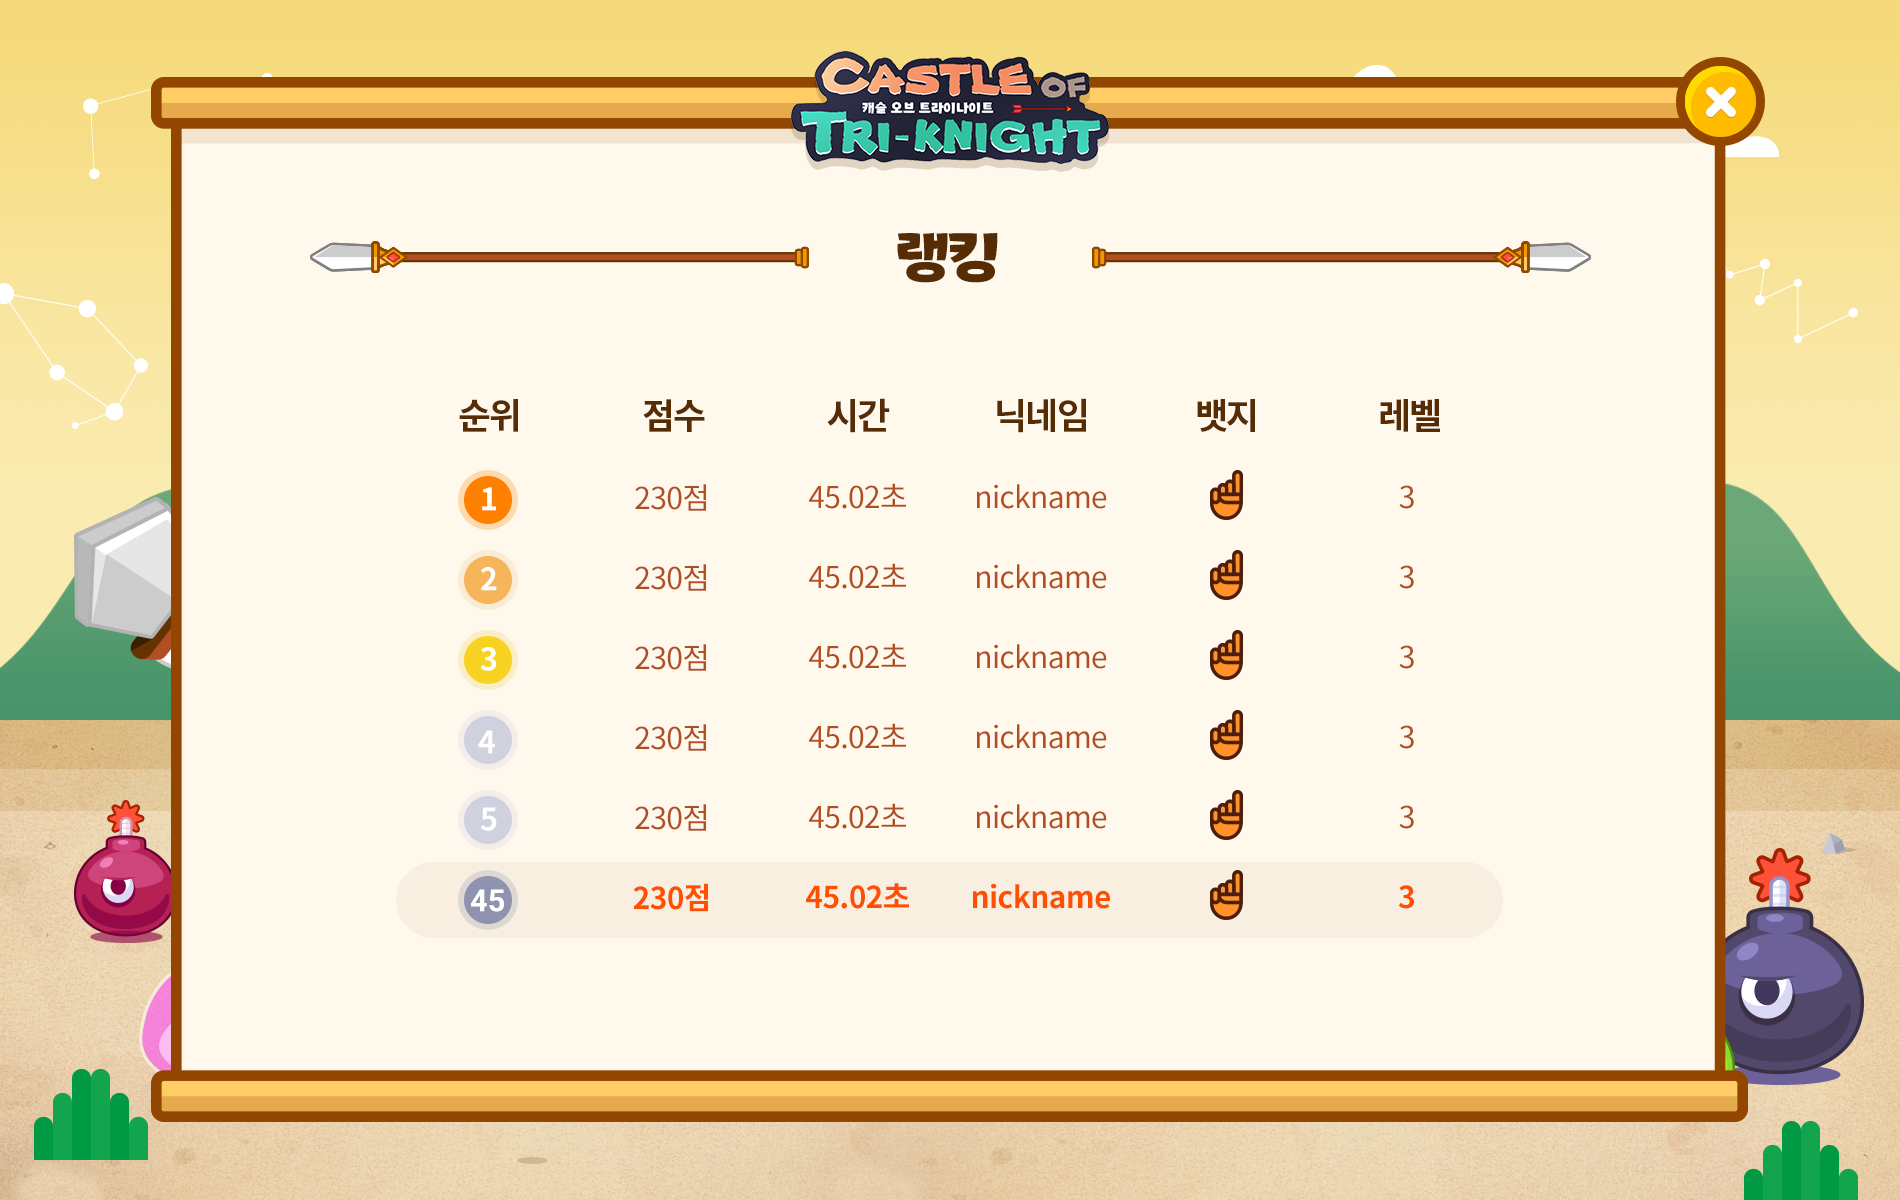 CASTLE OF
캐슬 오브 트라이나이트
TRI-KNIGHT
랭킹
순위 점수 시간 닉네임 뱃지 레벨
1 230점 45.02초 nickname 3
2 230점 45.02초 nickname 3
3 230점 45.02초 nickname 3
4 230점 45.02초 nickname 3
5 230점 45.02초 nickname 3
45 230점 45.02초 nickname 3